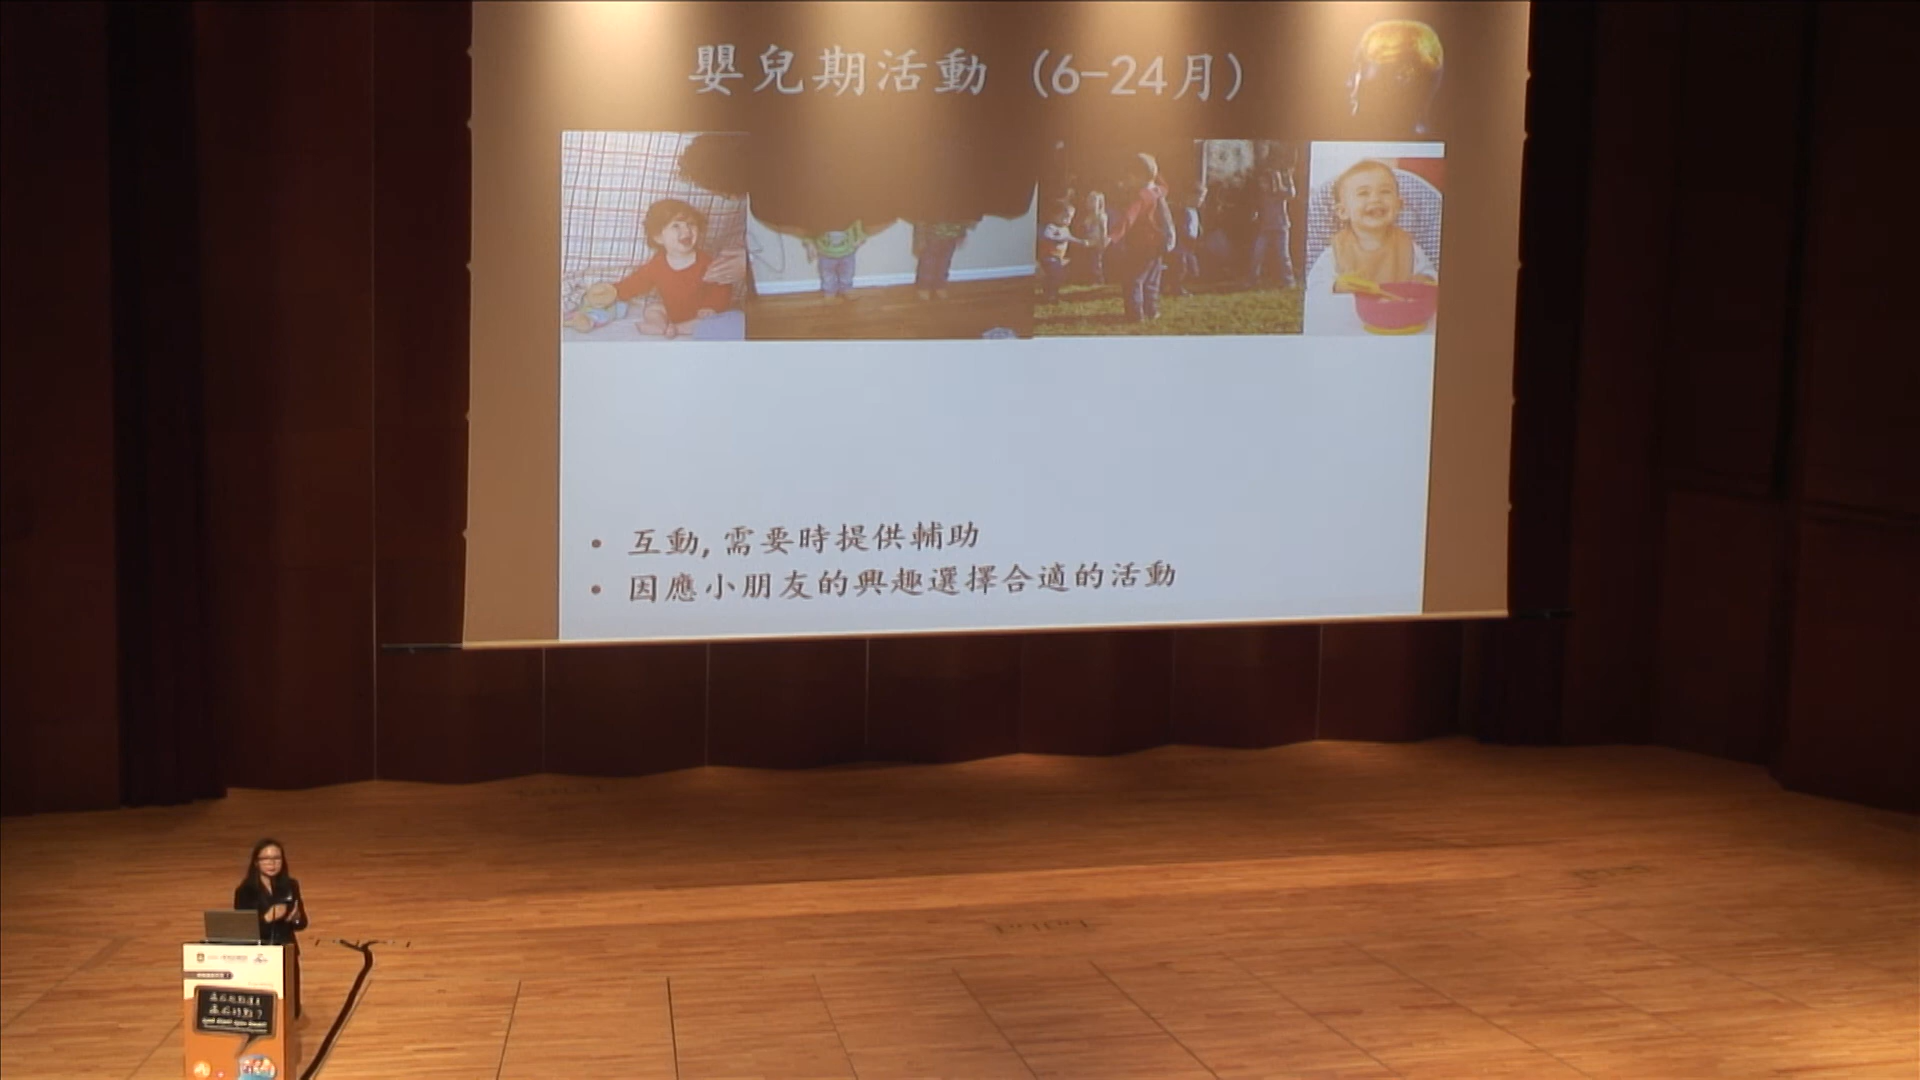 嬰兒期活動 (6-24月)
• 互動, 需要時提供輔助
• 因應小朋友的興趣選擇合適的活動